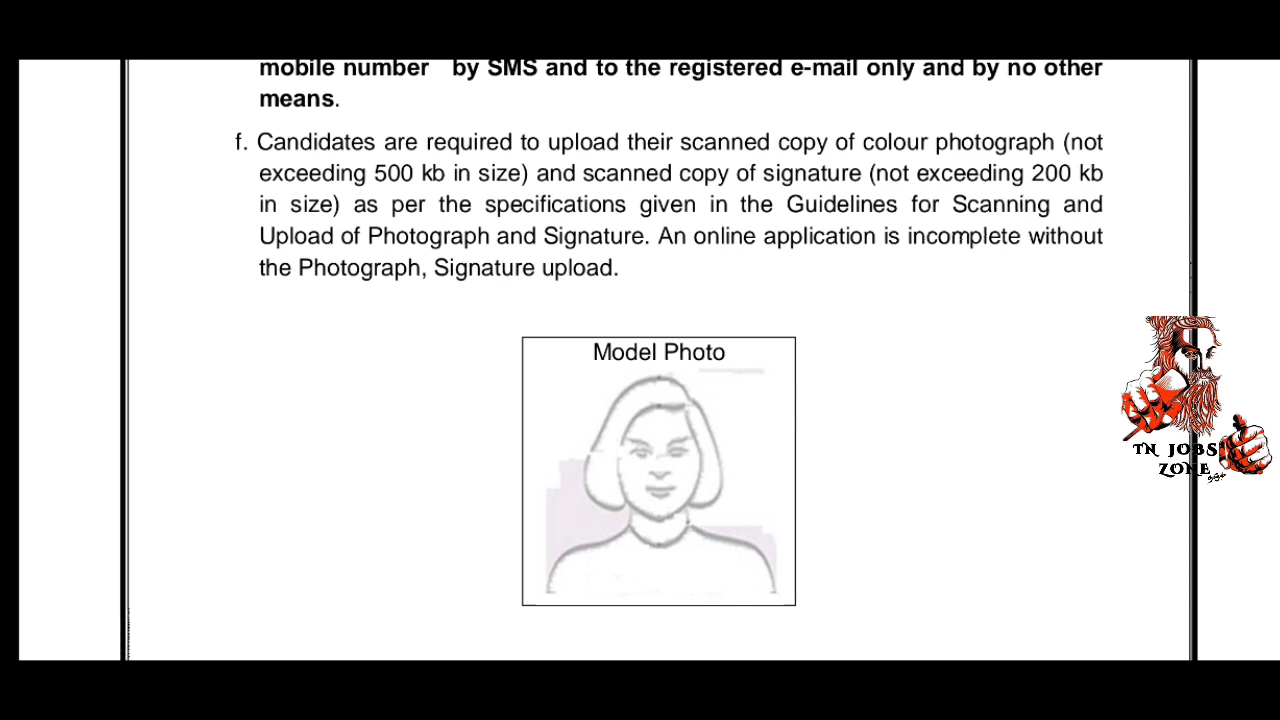 mobile number by SMS and to the registered e-mail only and by no other
means.
f. Candidates are required to upload their scanned copy of colour photograph (not
exceeding 500 kb in size) and scanned copy of signature (not exceeding 200 kb
in size) as per the specifications given in the Guidelines for Scanning and
Upload of Photograph and Signature. An online application is incomplete without
the Photograph, Signature upload.
Model Photo
TN JOBS
ZONE